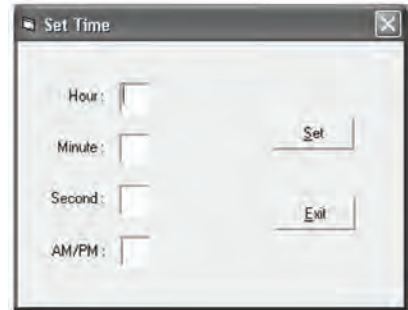 Set Time
Hour :
Set
Minute :
Second :
Exit
AM/PM :